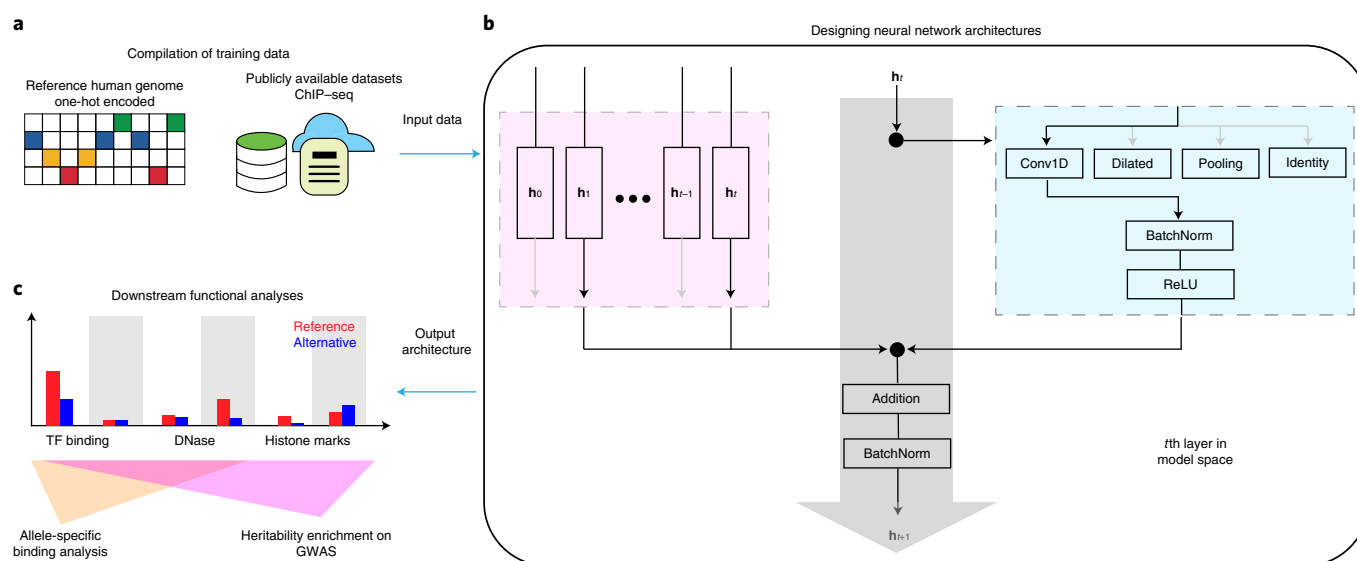 a
Compilation of training data
Reference human genome
one-hot encoded
Publicly available datasets
ChIP–seq
Input data
b
Designing neural network architectures
h0
h1
ht–1
ht
ht
Conv1D
Dilated
Pooling
Identity
BatchNorm
ReLU
Addition
BatchNorm
ht+1
tth layer in
model space
Output
architecture
c
Downstream functional analyses
Reference
Alternative
TF binding
DNase
Histone marks
Allele-specific
binding analysis
Heritability enrichment on
GWAS